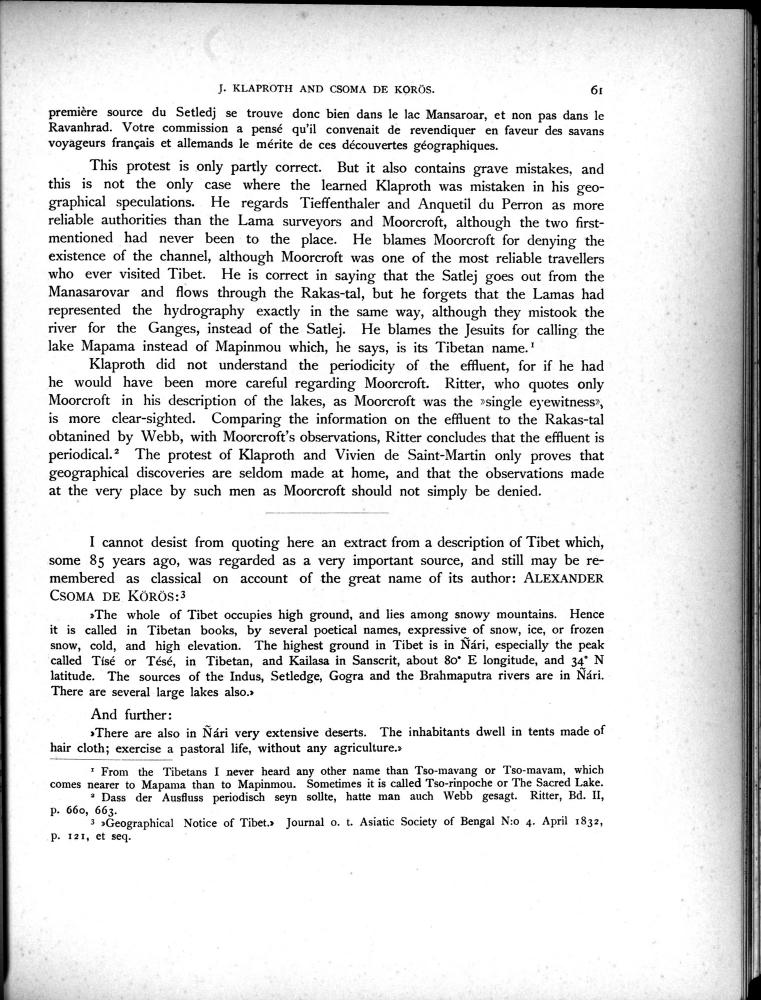 J. KLAPROTH AND CSOMA DE KÖRÖS. 61
première source du Setledj se trouve donc bien dans le lac Mansaroar, et non pas dans le
Ravanhrad. Votre commission a pensé qu'il convenait de revendiquer en faveur des savans
voyageurs français et allemands le mérite de ces découvertes géographiques.
This protest is only partly correct. But it also contains grave mistakes, and
this is not the only case where the learned Klaproth was mistaken in his geo-
graphical speculations. He regards Tieffenthaler and Anquetil du Perron as more
reliable authorities than the Lama surveyors and Moorcroft, although the two first-
mentioned had never been to the place. He blames Moorcroft for denying the
existence of the channel, although Moorcroft was one of the most reliable travellers
who ever visited Tibet. He is correct in saying that the Satlej goes out from the
Manasarovar and flows through the Rakas-tal, but he forgets that the Lamas had
represented the hydrography exactly in the same way, although they mistook the
river for the Ganges, instead of the Satlej. He blames the Jesuits for calling the
lake Mapama instead of Mapinmou which, he says, is its Tibetan name.¹
Klaproth did not understand the periodicity of the effluent, for if he had
he would have been more careful regarding Moorcroft. Ritter, who quotes only
Moorcroft in his description of the lakes, as Moorcroft was the »single eyewitness»,
is more clear-sighted. Comparing the information on the effluent to the Rakas-tal
obtanined by Webb, with Moorcroft's observations, Ritter concludes that the effluent is
periodical.² The protest of Klaproth and Vivien de Saint-Martin only proves that
geographical discoveries are seldom made at home, and that the observations made
at the very place by such men as Moorcroft should not simply be denied.
I cannot desist from quoting here an extract from a description of Tibet which,
some 85 years ago, was regarded as a very important source, and still may be re-
membered as classical on account of the great name of its author: ALEXANDER
CSOMA DE KÖRÖS:³
»The whole of Tibet occupies high ground, and lies among snowy mountains. Hence
it is called in Tibetan books, by several poetical names, expressive of snow, ice, or frozen
snow, cold, and high elevation. The highest ground in Tibet is in Ñári, especially the peak
called Tísé or Tésé, in Tibetan, and Kailasa in Sanscrit, about 80° E longitude, and 34° N
latitude. The sources of the Indus, Setledge, Gogra and the Brahmaputra rivers are in Ñári.
There are several large lakes also.»
And further:
»There are also in Ñári very extensive deserts. The inhabitants dwell in tents made of
hair cloth; exercise a pastoral life, without any agriculture.»
¹ From the Tibetans I never heard any other name than Tso-mavang or Tso-mavam, which
comes nearer to Mapama than to Mapinmou. Sometimes it is called Tso-rinpoche or The Sacred Lake.
² Dass der Ausfluss periodisch seyn sollte, hatte man auch Webb gesagt. Ritter, Bd. II,
p. 660, 663.
³ »Geographical Notice of Tibet.» Journal o. t. Asiatic Society of Bengal N:o 4. April 1832,
p. 121, et seq.